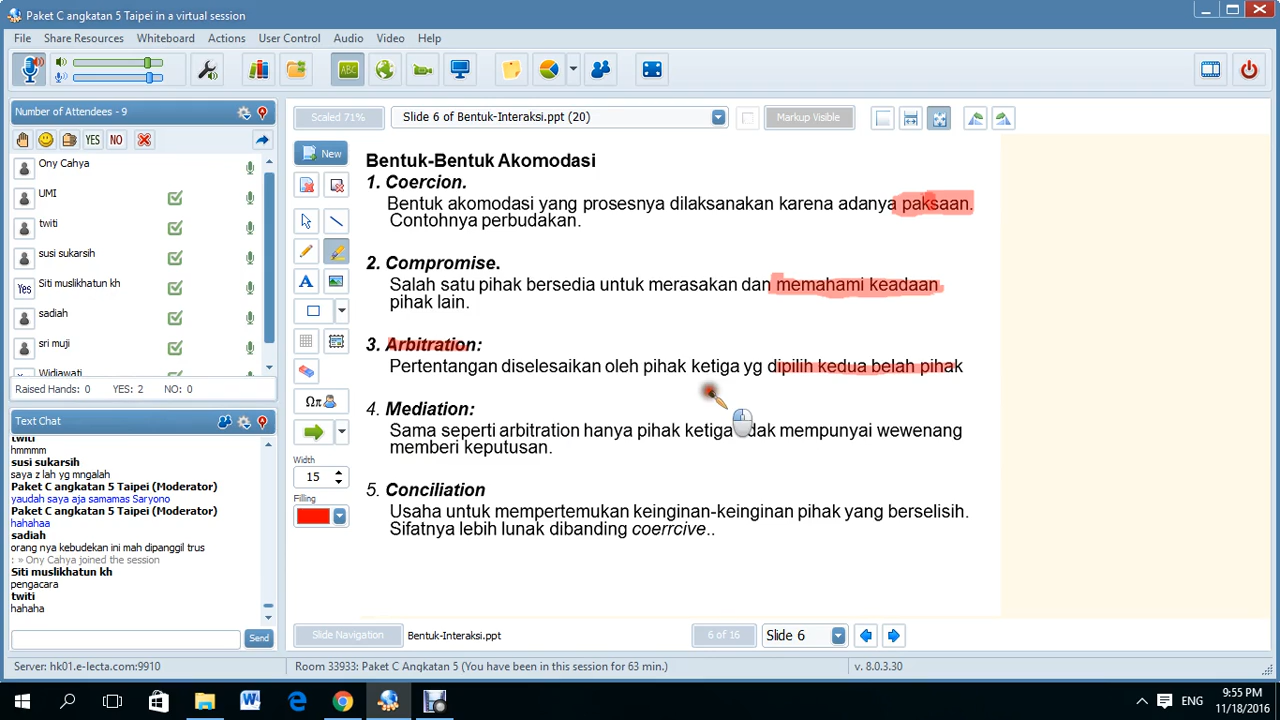 Paket C angkatan 5 Taipei in a virtual session
File Share Resources Whiteboard Actions User Control Audio Video Help
ABC
Number of Attendees - 9
YES NO
Ony Cahya
UMI
twiti
susi sukarsih
Yes Siti muslikhatun kh
sadiah
sri muji
Widiawati
Raised Hands: 0 YES: 2 NO: 0
Text Chat
twiti
hmmmm
susi sukarsih
saya z lah yg mngalah
Paket C angkatan 5 Taipei (Moderator)
yaudah saya aja samamas Saryono
Paket C angkatan 5 Taipei (Moderator)
hahahaa
sadiah
orang nya kebudekan ini mah dipanggil trus
: » Ony Cahya joined the session
Siti muslikhatun kh
pengacara
twiti
hahaha
Send
Scaled 71%
Slide 6 of Bentuk-Interaksi.ppt (20)
Markup Visible
New
A
Ωπ
Width
15
Filling
Bentuk-Bentuk Akomodasi
1. Coercion.
Bentuk akomodasi yang prosesnya dilaksanakan karena adanya paksaan.
Contohnya perbudakan.
2. Compromise.
Salah satu pihak bersedia untuk merasakan dan memahami keadaan
pihak lain.
3. Arbitration:
Pertentangan diselesaikan oleh pihak ketiga yg dipilih kedua belah pihak
4. Mediation:
Sama seperti arbitration hanya pihak ketiga dak mempunyai wewenang
memberi keputusan.
5. Conciliation
Usaha untuk mempertemukan keinginan-keinginan pihak yang berselisih.
Sifatnya lebih lunak dibanding coerrcive..
Slide Navigation
Bentuk-Interaksi.ppt
6 of 16
Slide 6
Server: hk01.e-lecta.com:9910
Room 33933: Paket C Angkatan 5 (You have been in this session for 63 min.)
v. 8.0.3.30
ENG
9:55 PM
11/18/2016